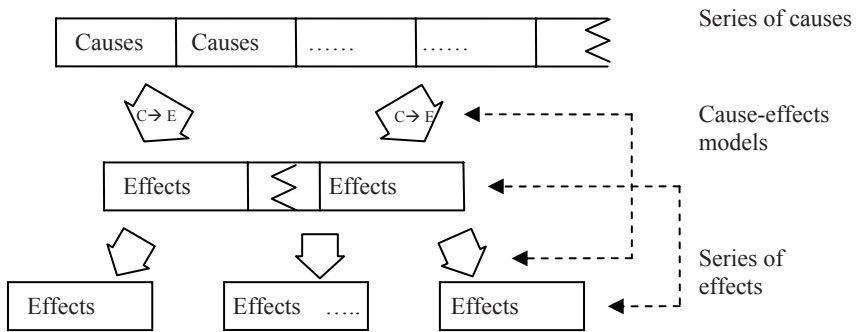 Series of causes
Causes Causes …… ……
C→ E C→ E
Cause-effects
models
Effects Effects
Series of
effects
Effects Effects ….. Effects